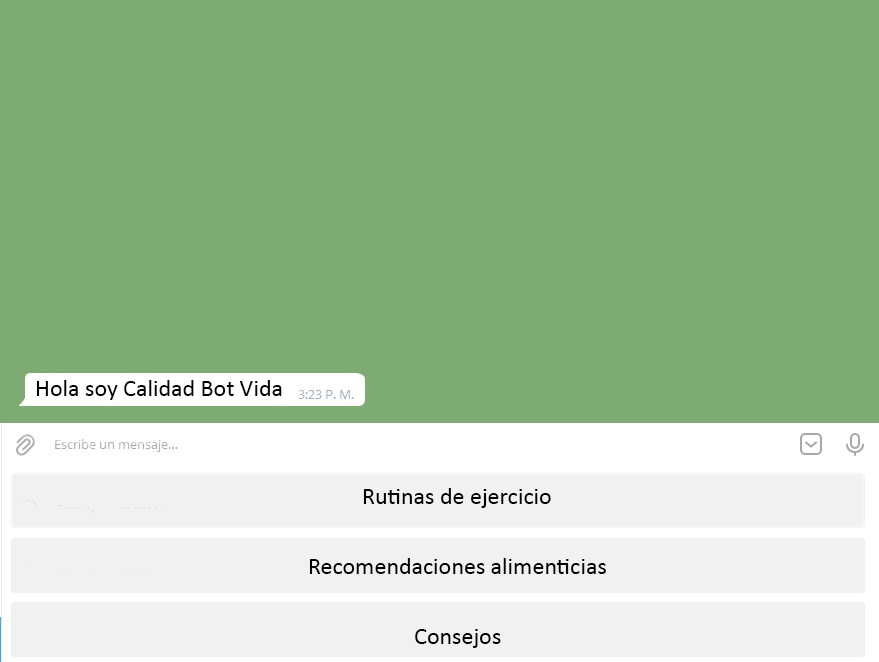 Hola soy Calidad Bot Vida 3:23 P. M.
Escribe un mensaje...
Rutinas de ejercicio
Recomendaciones alimenticias
Consejos